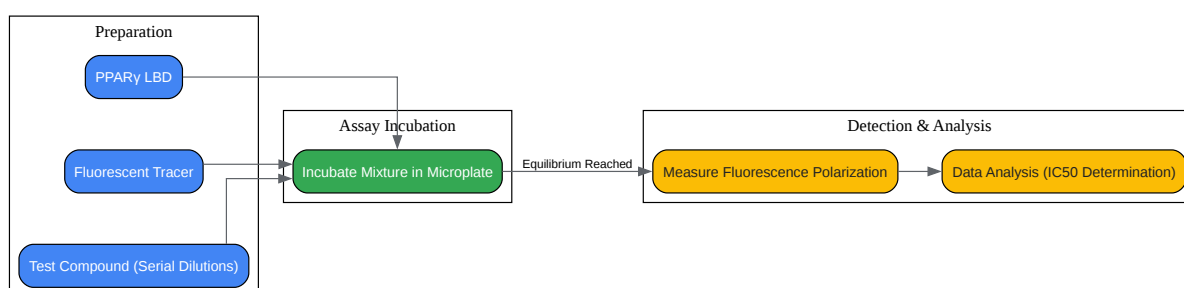 Preparation
PPARγ LBD
Fluorescent Tracer
Test Compound (Serial Dilutions)
Assay Incubation
Incubate Mixture in Microplate
Equilibrium Reached
Detection & Analysis
Measure Fluorescence Polarization
Data Analysis (IC50 Determination)